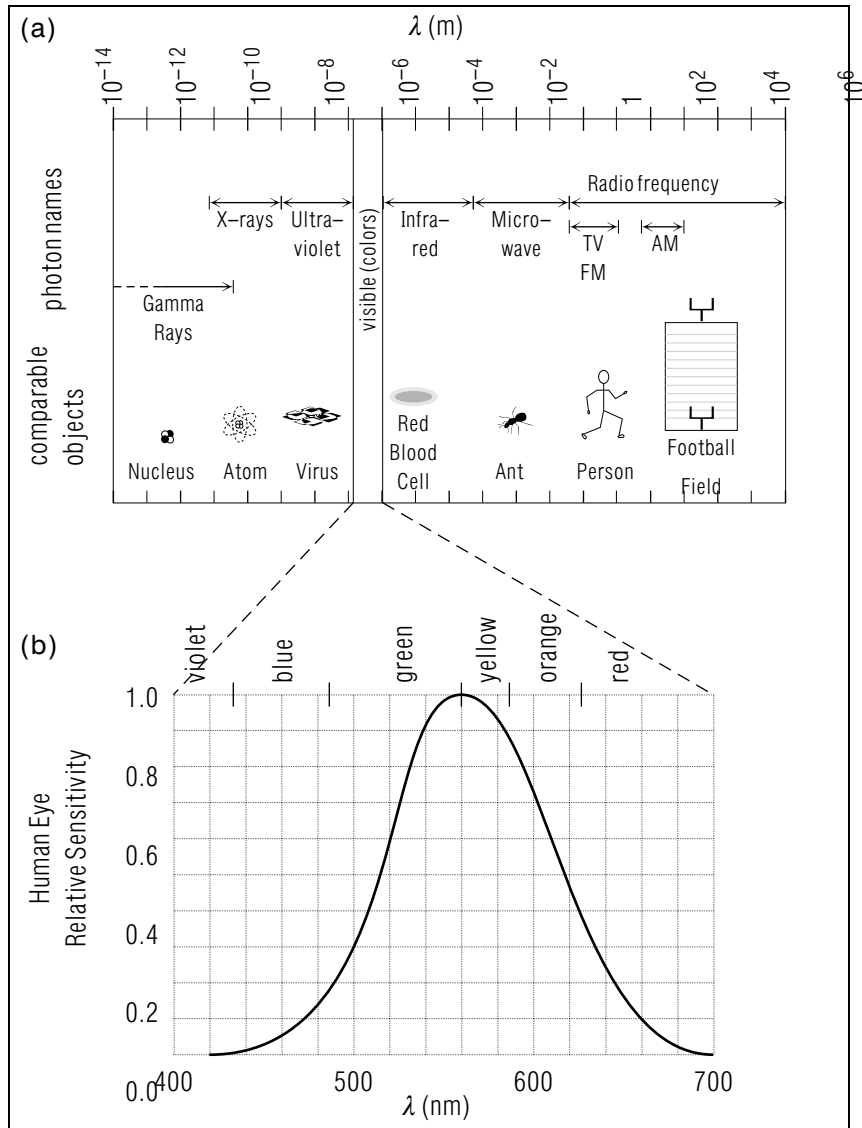 (a)
λ (m)
10⁻¹⁴ 10⁻¹² 10⁻¹⁰ 10⁻⁸ 10⁻⁶ 10⁻⁴ 10⁻² 1 10² 10⁴ 10⁶
photon names
Radio frequency
X–rays
Ultra–
violet
visible (colors)
Infra–
red
Micro–
wave
TV
FM
AM
Gamma
Rays
comparable
objects
Nucleus
Atom
Virus
Red
Blood
Cell
Ant
Person
Football
Field
(b)
violet blue green yellow orange red
Human Eye
Relative Sensitivity
1.0
0.8
0.6
0.4
0.2
0.0
400 500 600 700
λ (nm)